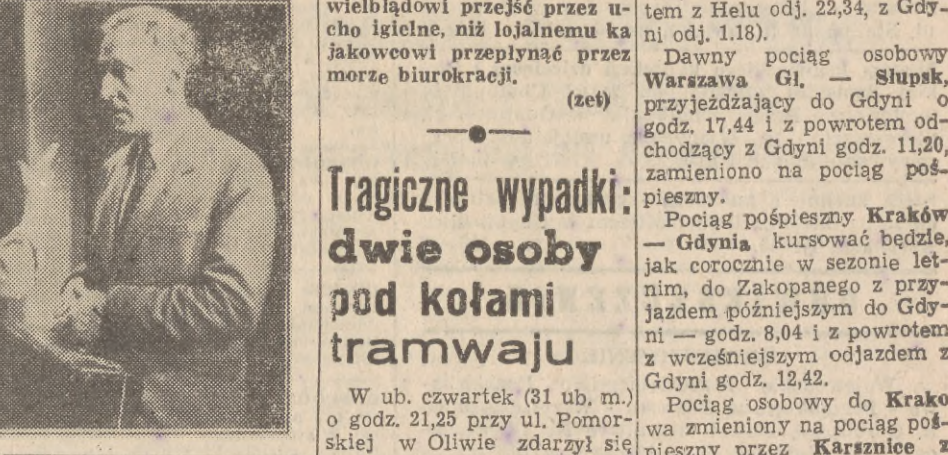 wielblądowi przejść przez u-
cho igielne, niż lojalnemu ka
jakowcowi przepłynąć przez
morze biurokracji.
(zet)
Tragiczne wypadki:
dwie osoby
pod kołami
tramwaju
W ub. czwartek (31 ub. m.)
o godz. 21,25 przy ul. Pomor-
skiej w Oliwie zdarzył się
tem z Helu odj. 22,34, z Gdy-
ni odj. 1.18).
Dawny pociąg osobowy
Warszawa Gł. — Słupsk,
przyjeżdżający do Gdyni o
godz. 17,44 i z powrotem od-
chodzący z Gdyni godz. 11,20,
zamieniono na pociąg poś-
pieszny.
Pociąg pośpieszny Kraków
— Gdynia kursować będzie,
jak corocznie w sezonie let-
nim, do Zakopanego z przy-
jazdem późniejszym do Gdy-
ni — godz. 8,04 i z powrotem
z wcześniejszym odjazdem z
Gdyni godz. 12,42.
Pociąg osobowy do Krako
wa zmieniony na pociąg poś-
pieszny przez Karsznice z